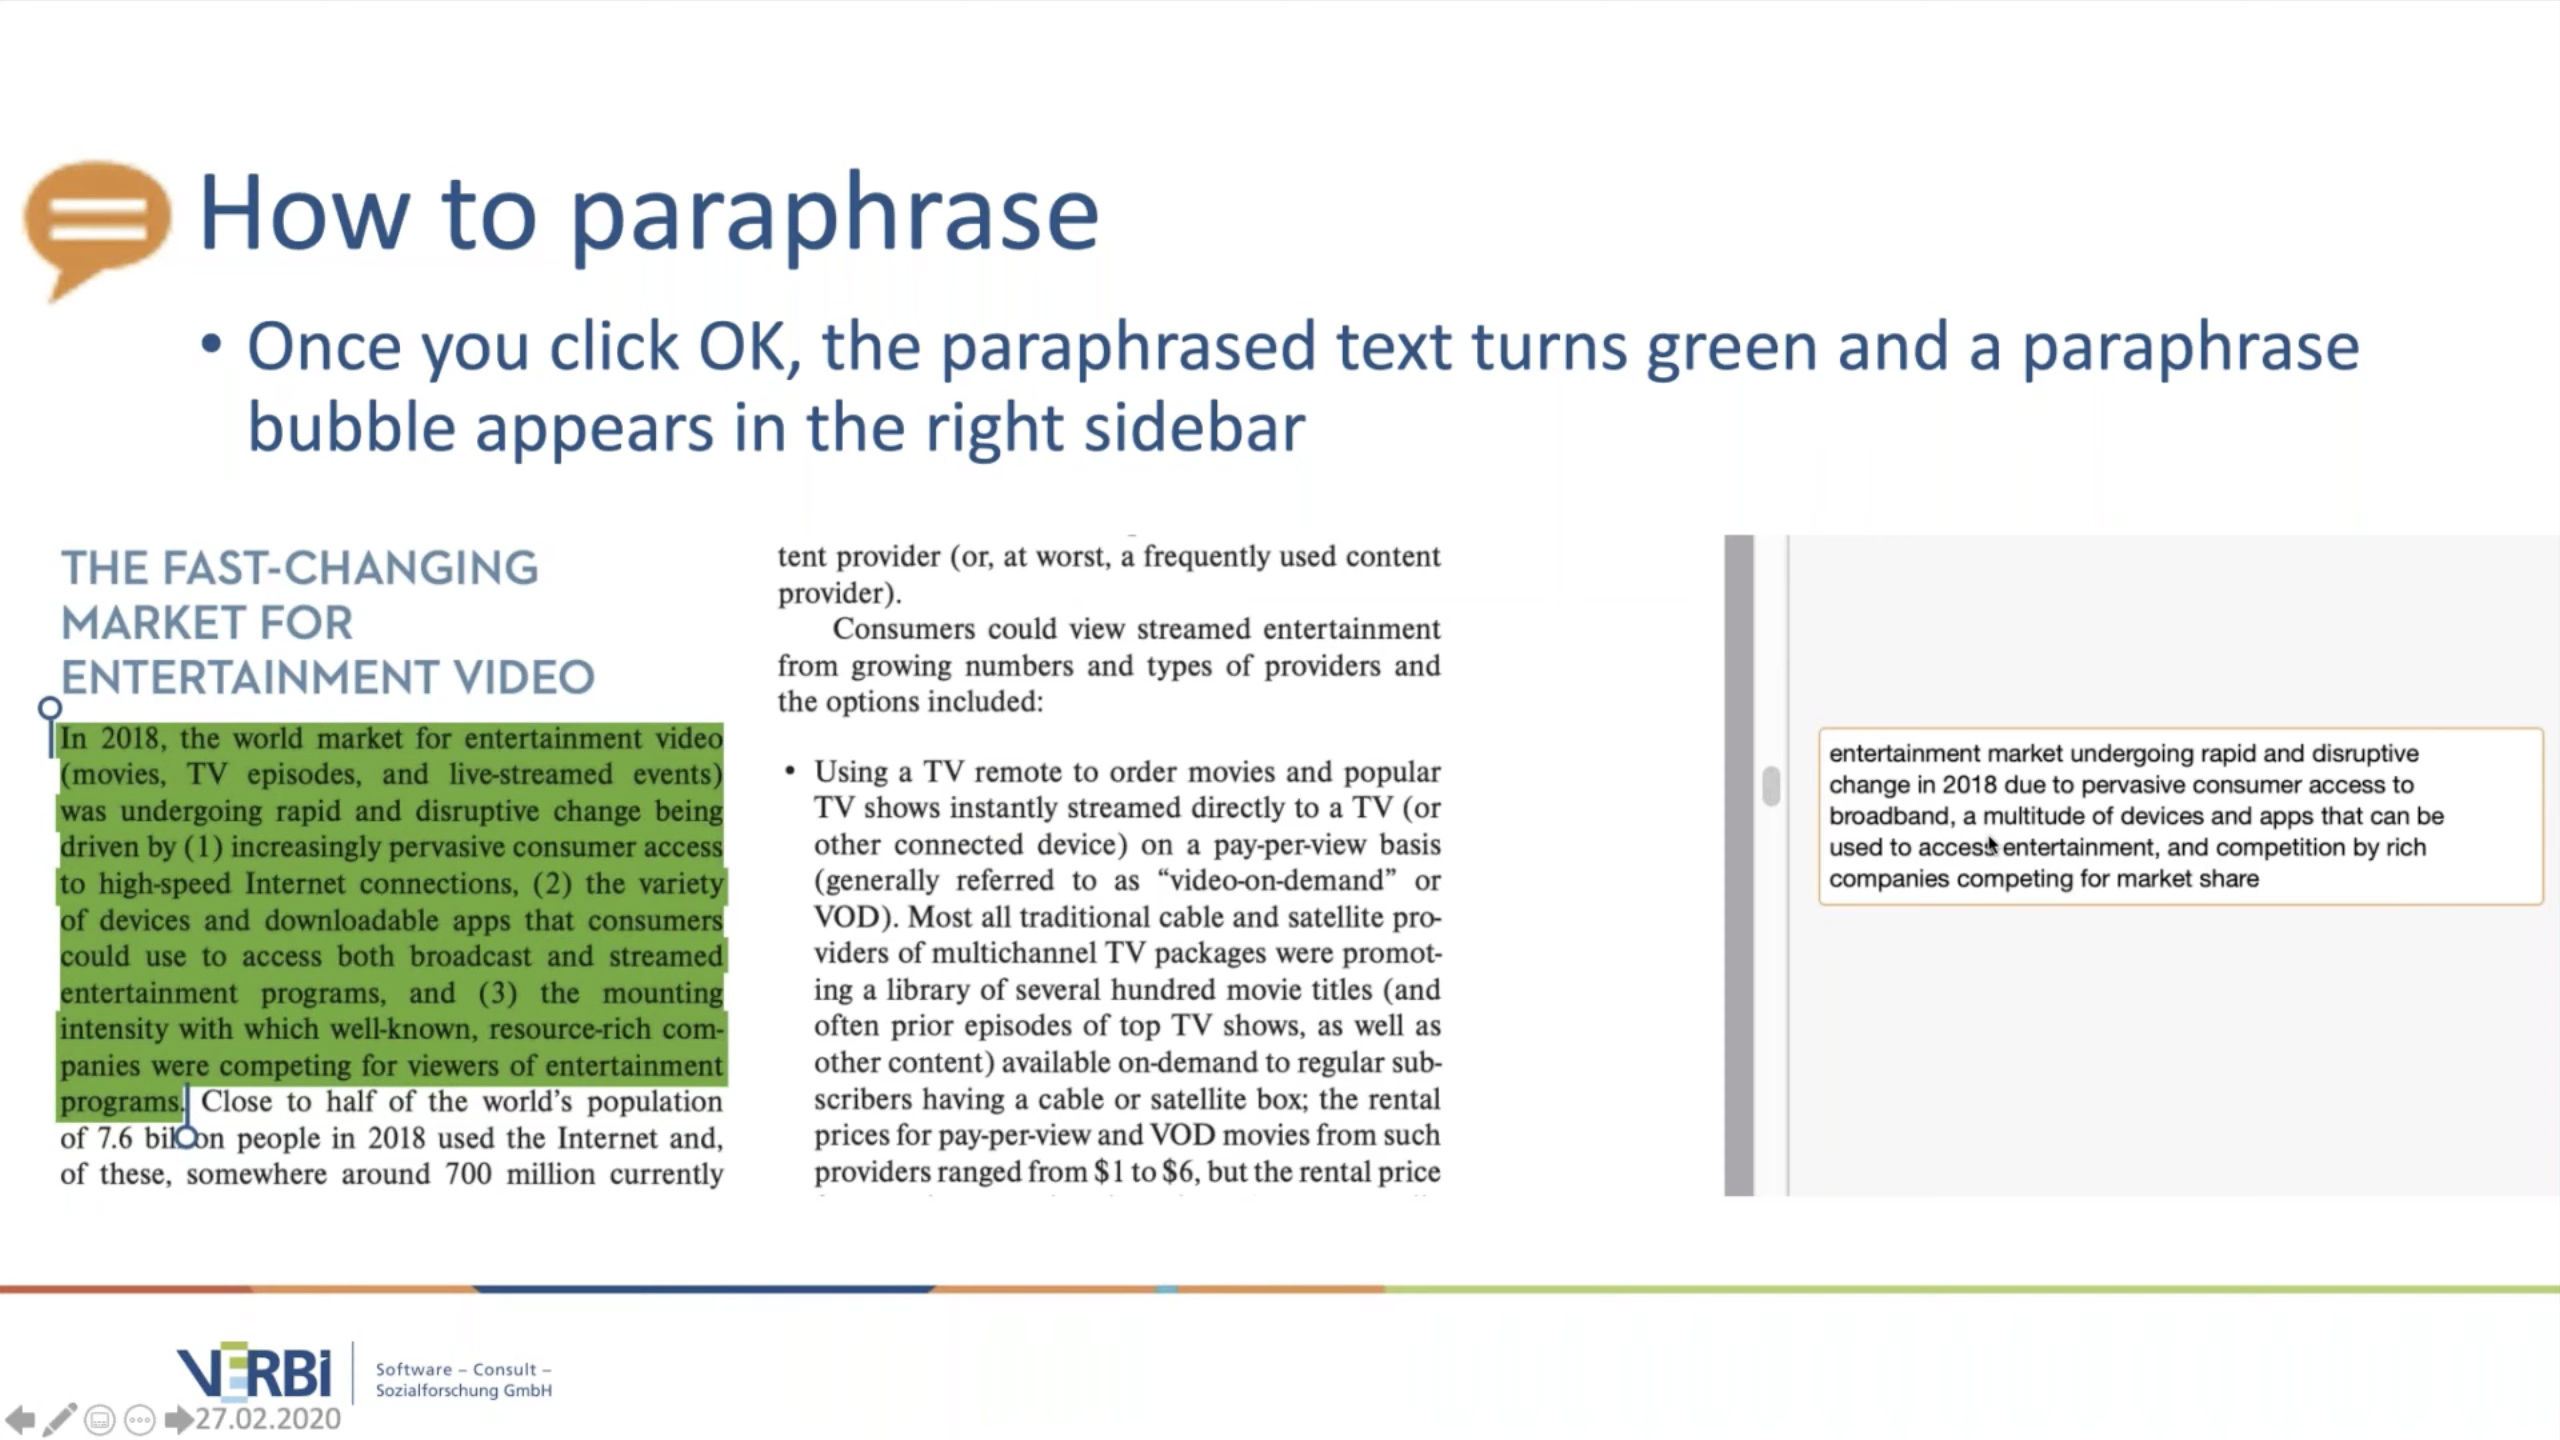 How to paraphrase
• Once you click OK, the paraphrased text turns green and a paraphrase
bubble appears in the right sidebar
THE FAST-CHANGING
MARKET FOR
ENTERTAINMENT VIDEO
In 2018, the world market for entertainment video
(movies, TV episodes, and live-streamed events)
was undergoing rapid and disruptive change being
driven by (1) increasingly pervasive consumer access
to high-speed Internet connections, (2) the variety
of devices and downloadable apps that consumers
could use to access both broadcast and streamed
entertainment programs, and (3) the mounting
intensity with which well-known, resource-rich com-
panies were competing for viewers of entertainment
programs. Close to half of the world's population
of 7.6 billion people in 2018 used the Internet and,
of these, somewhere around 700 million currently
tent provider (or, at worst, a frequently used content
provider).
Consumers could view streamed entertainment
from growing numbers and types of providers and
the options included:
• Using a TV remote to order movies and popular
TV shows instantly streamed directly to a TV (or
other connected device) on a pay-per-view basis
(generally referred to as “video-on-demand” or
VOD). Most all traditional cable and satellite pro-
viders of multichannel TV packages were promot-
ing a library of several hundred movie titles (and
often prior episodes of top TV shows, as well as
other content) available on-demand to regular sub-
scribers having a cable or satellite box; the rental
prices for pay-per-view and VOD movies from such
providers ranged from $1 to $6, but the rental price
entertainment market undergoing rapid and disruptive
change in 2018 due to pervasive consumer access to
broadband, a multitude of devices and apps that can be
used to access entertainment, and competition by rich
companies competing for market share
VERBI
Software – Consult –
Sozialforschung GmbH
27.02.2020